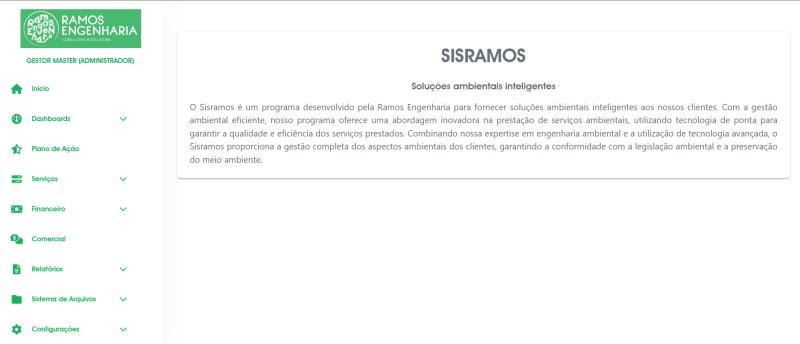 RAMOS
ENGENHARIA
GESTOR MASTER (ADMINISTRADOR)
Início
Dashboards
Plano de Ação
Serviços
Financeiro
Comercial
Relatórios
Sistema de Arquivos
Configurações
SISRAMOS
Soluções ambientais inteligentes
O Sisramos é um programa desenvolvido pela Ramos Engenharia para fornecer soluções ambientais inteligentes aos nossos clientes. Com a gestão
ambiental eficiente, nosso programa oferece uma abordagem inovadora na prestação de serviços ambientais, utilizando tecnologia de ponta para
garantir a qualidade e eficiência dos serviços prestados. Combinando nossa expertise em engenharia ambiental e a utilização de tecnologia avançada, o
Sisramos proporciona a gestão completa dos aspectos ambientais dos clientes, garantindo a conformidade com a legislação ambiental e a preservação
do meio ambiente.